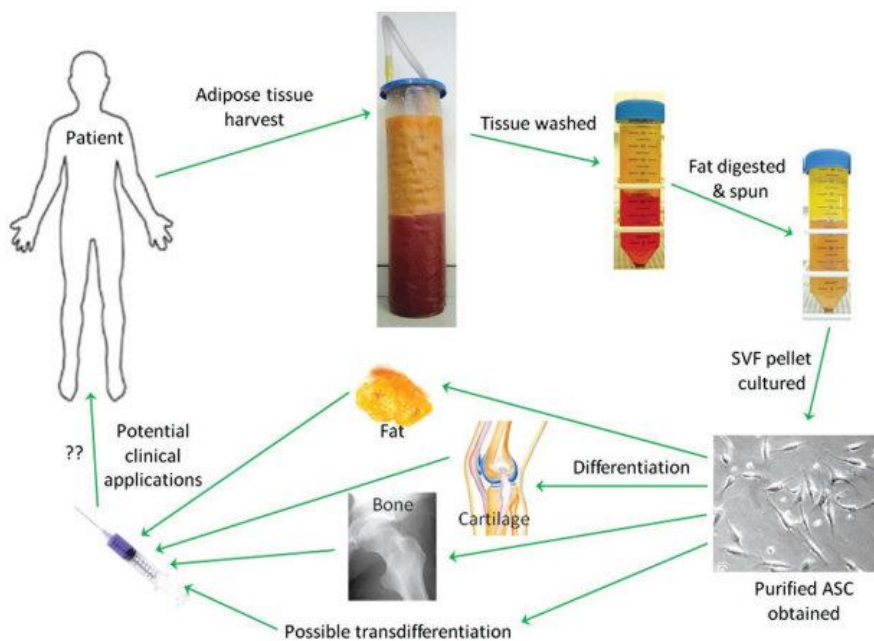 Patient
Adipose tissue
harvest
Tissue washed
Fat digested
& spun
SVF pellet
cultured
Purified ASC
obtained
Differentiation
Fat
Cartilage
Bone
Possible transdifferentiation
Potential
clinical
applications
??